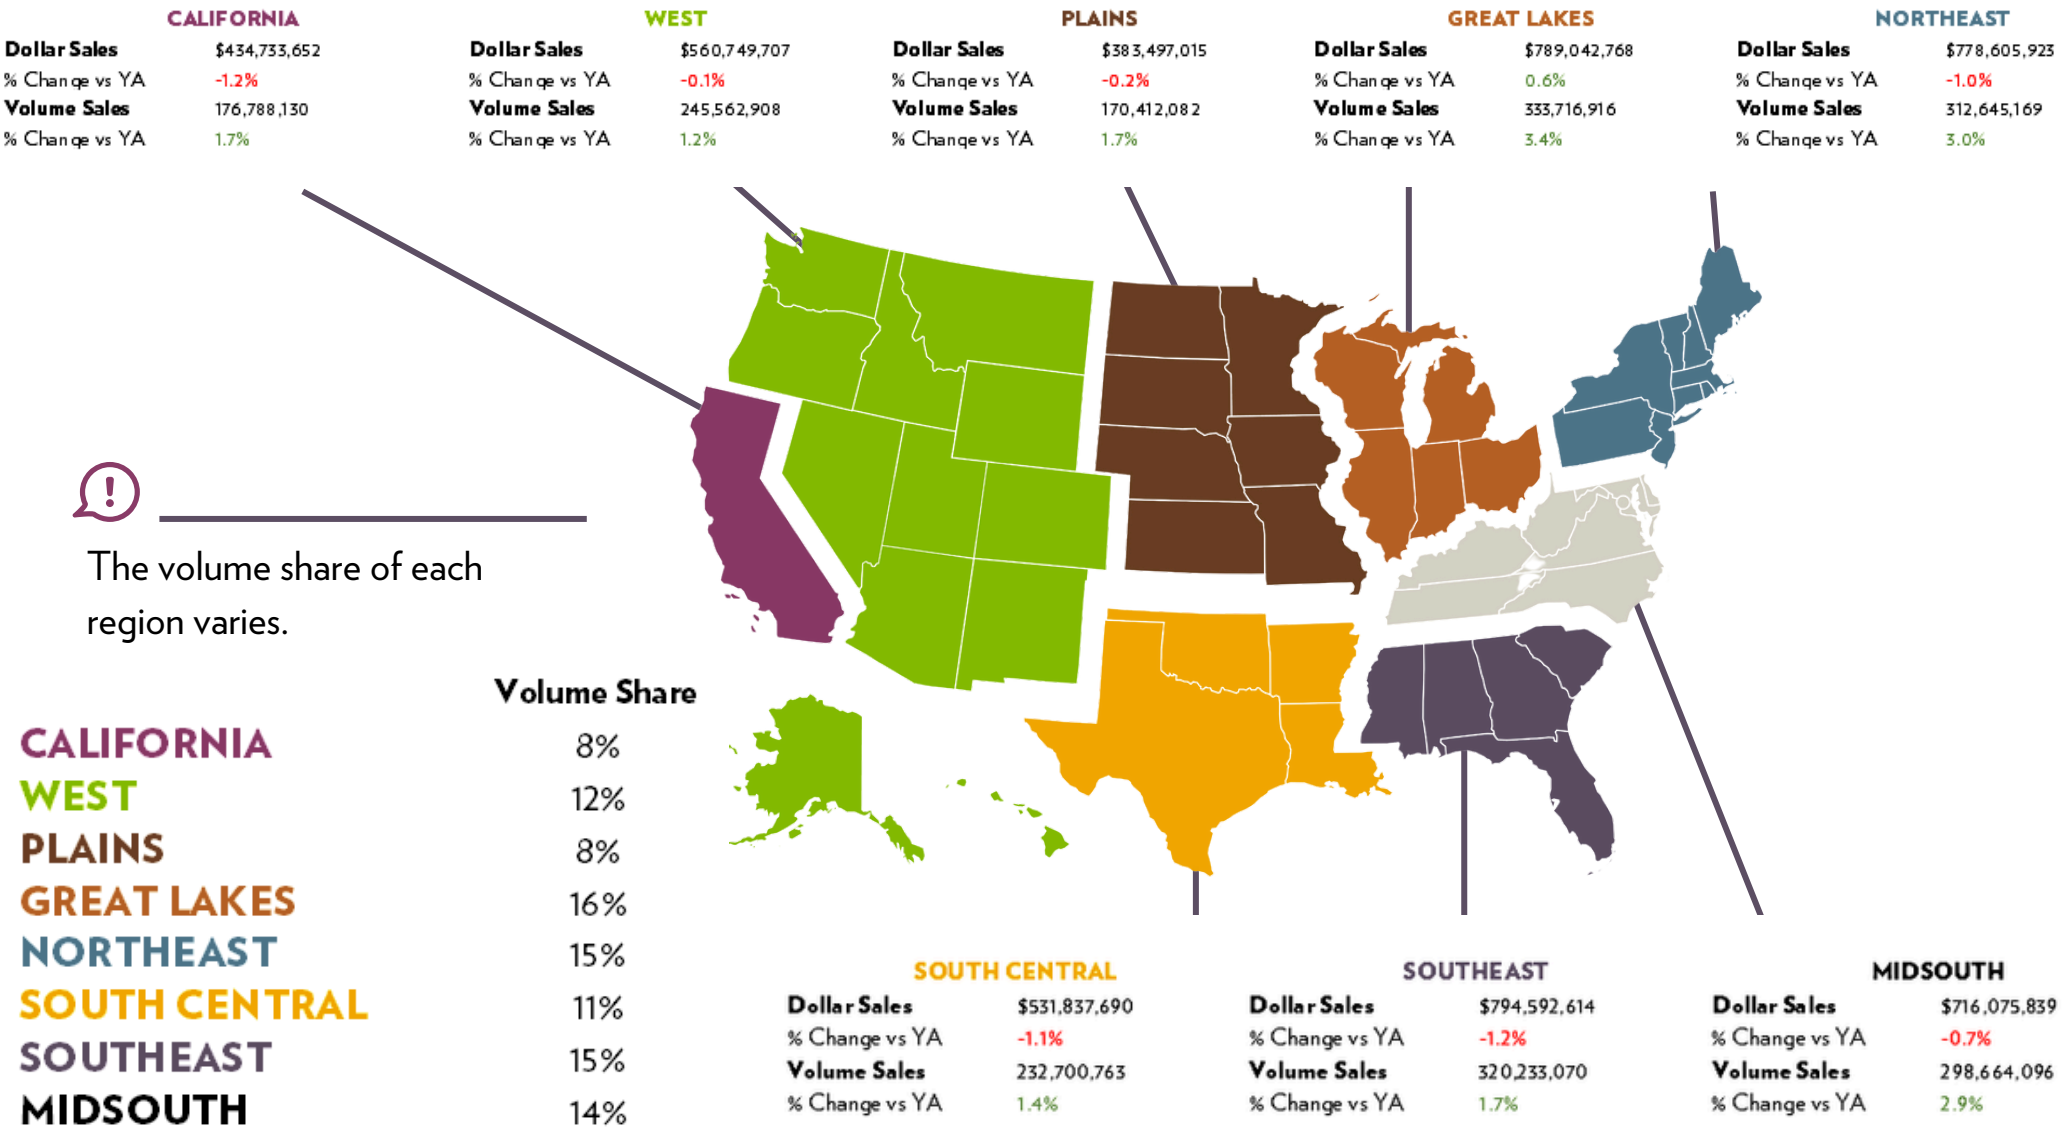 CALIFORNIA
Dollar Sales $434,733,652
% Change vs YA -1.2%
Volume Sales 176,788,130
% Change vs YA 1.7%
WEST
Dollar Sales $560,749,707
% Change vs YA -0.1%
Volume Sales 245,562,908
% Change vs YA 1.2%
PLAINS
Dollar Sales $383,497,015
% Change vs YA -0.2%
Volume Sales 170,412,082
% Change vs YA 1.7%
GREAT LAKES
Dollar Sales $789,042,768
% Change vs YA 0.6%
Volume Sales 333,716,916
% Change vs YA 3.4%
NORTHEAST
Dollar Sales $778,605,923
% Change vs YA -1.0%
Volume Sales 312,645,169
% Change vs YA 3.0%
!
The volume share of each
region varies.
Volume Share
CALIFORNIA 8%
WEST 12%
PLAINS 8%
GREAT LAKES 16%
NORTHEAST 15%
SOUTH CENTRAL 11%
SOUTHEAST 15%
MIDSOUTH 14%
SOUTH CENTRAL
Dollar Sales $531,837,690
% Change vs YA -1.1%
Volume Sales 232,700,763
% Change vs YA 1.4%
SOUTHEAST
Dollar Sales $794,592,614
% Change vs YA -1.2%
Volume Sales 320,233,070
% Change vs YA 1.7%
MIDSOUTH
Dollar Sales $716,075,839
% Change vs YA -0.7%
Volume Sales 298,664,096
% Change vs YA 2.9%